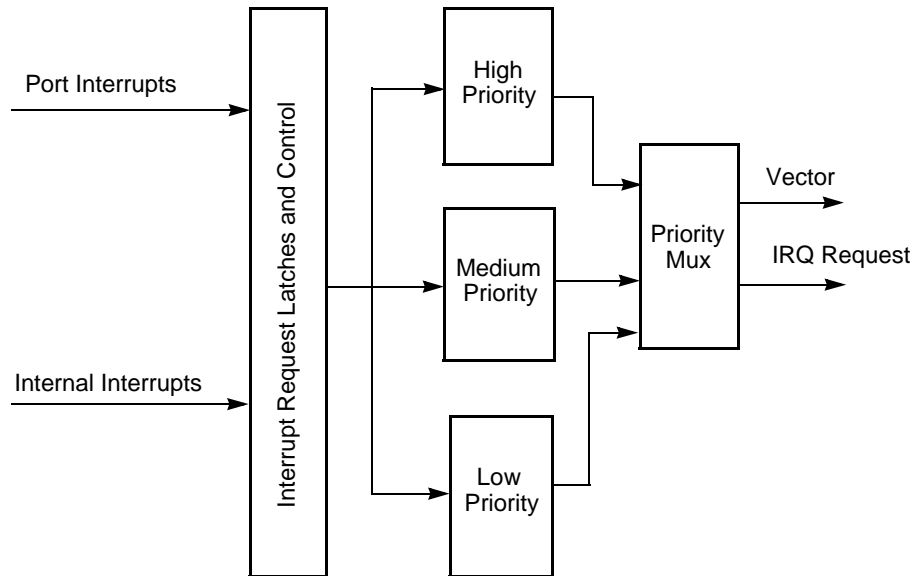 Port Interrupts
Internal Interrupts
Interrupt Request Latches and Control
High
Priority
Medium
Priority
Low
Priority
Priority
Mux
Vector
IRQ Request